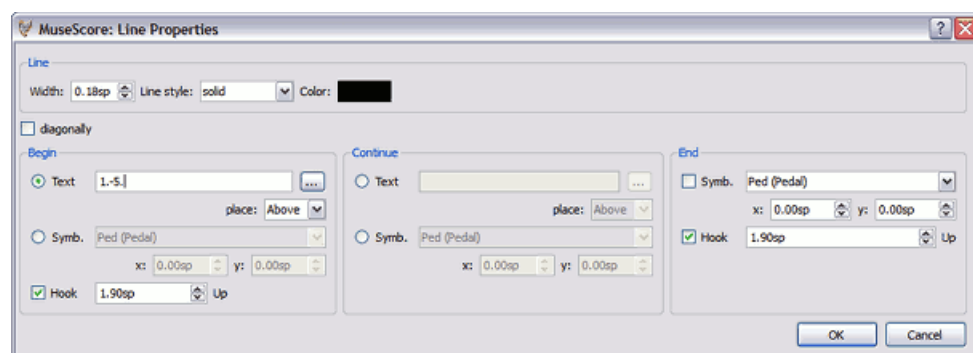 MuseScore: Line Properties
Line
Width: 0.18sp Line style: solid Color:
diagonally
Begin
Text 1.-5. ...
place: Above
Symb. Ped (Pedal)
x: 0.00sp y: 0.00sp
Hook 1.90sp Up
Continue
Text ...
place: Above
Symb. Ped (Pedal)
x: 0.00sp y: 0.00sp
End
Symb. Ped (Pedal)
x: 0.00sp y: 0.00sp
Hook 1.90sp Up
OK Cancel